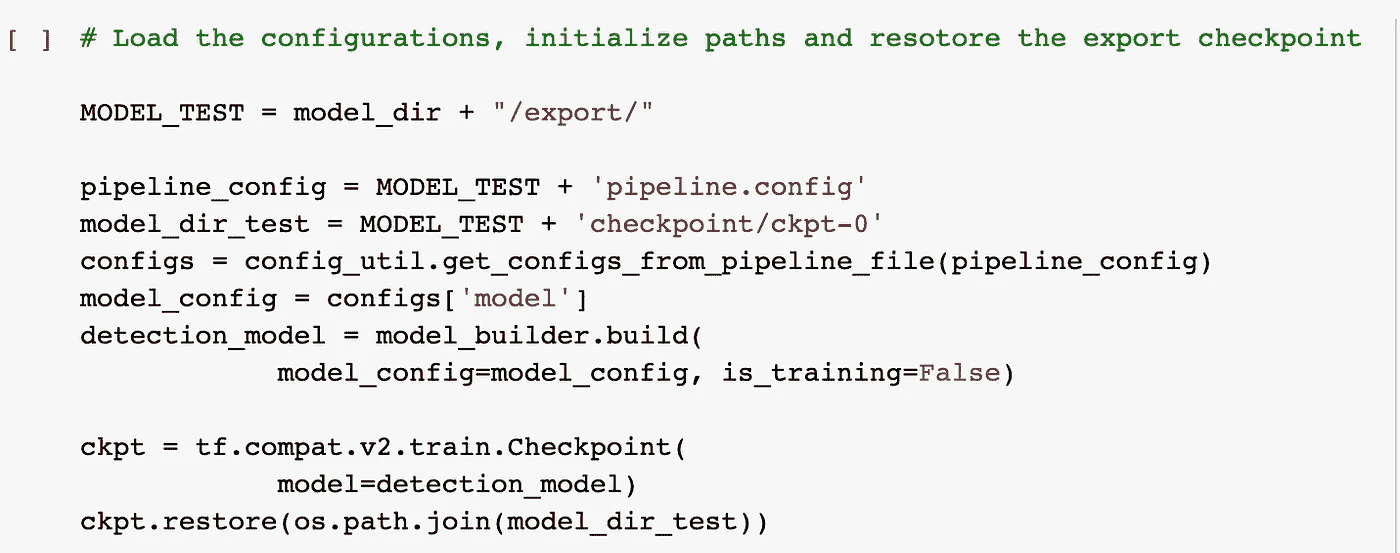 [ ] # Load the configurations, initialize paths and resotore the export checkpoint
MODEL_TEST = model_dir + "/export/"
pipeline_config = MODEL_TEST + 'pipeline.config'
model_dir_test = MODEL_TEST + 'checkpoint/ckpt-0'
configs = config_util.get_configs_from_pipeline_file(pipeline_config)
model_config = configs['model']
detection_model = model_builder.build(
model_config=model_config, is_training=False)
ckpt = tf.compat.v2.train.Checkpoint(
model=detection_model)
ckpt.restore(os.path.join(model_dir_test))